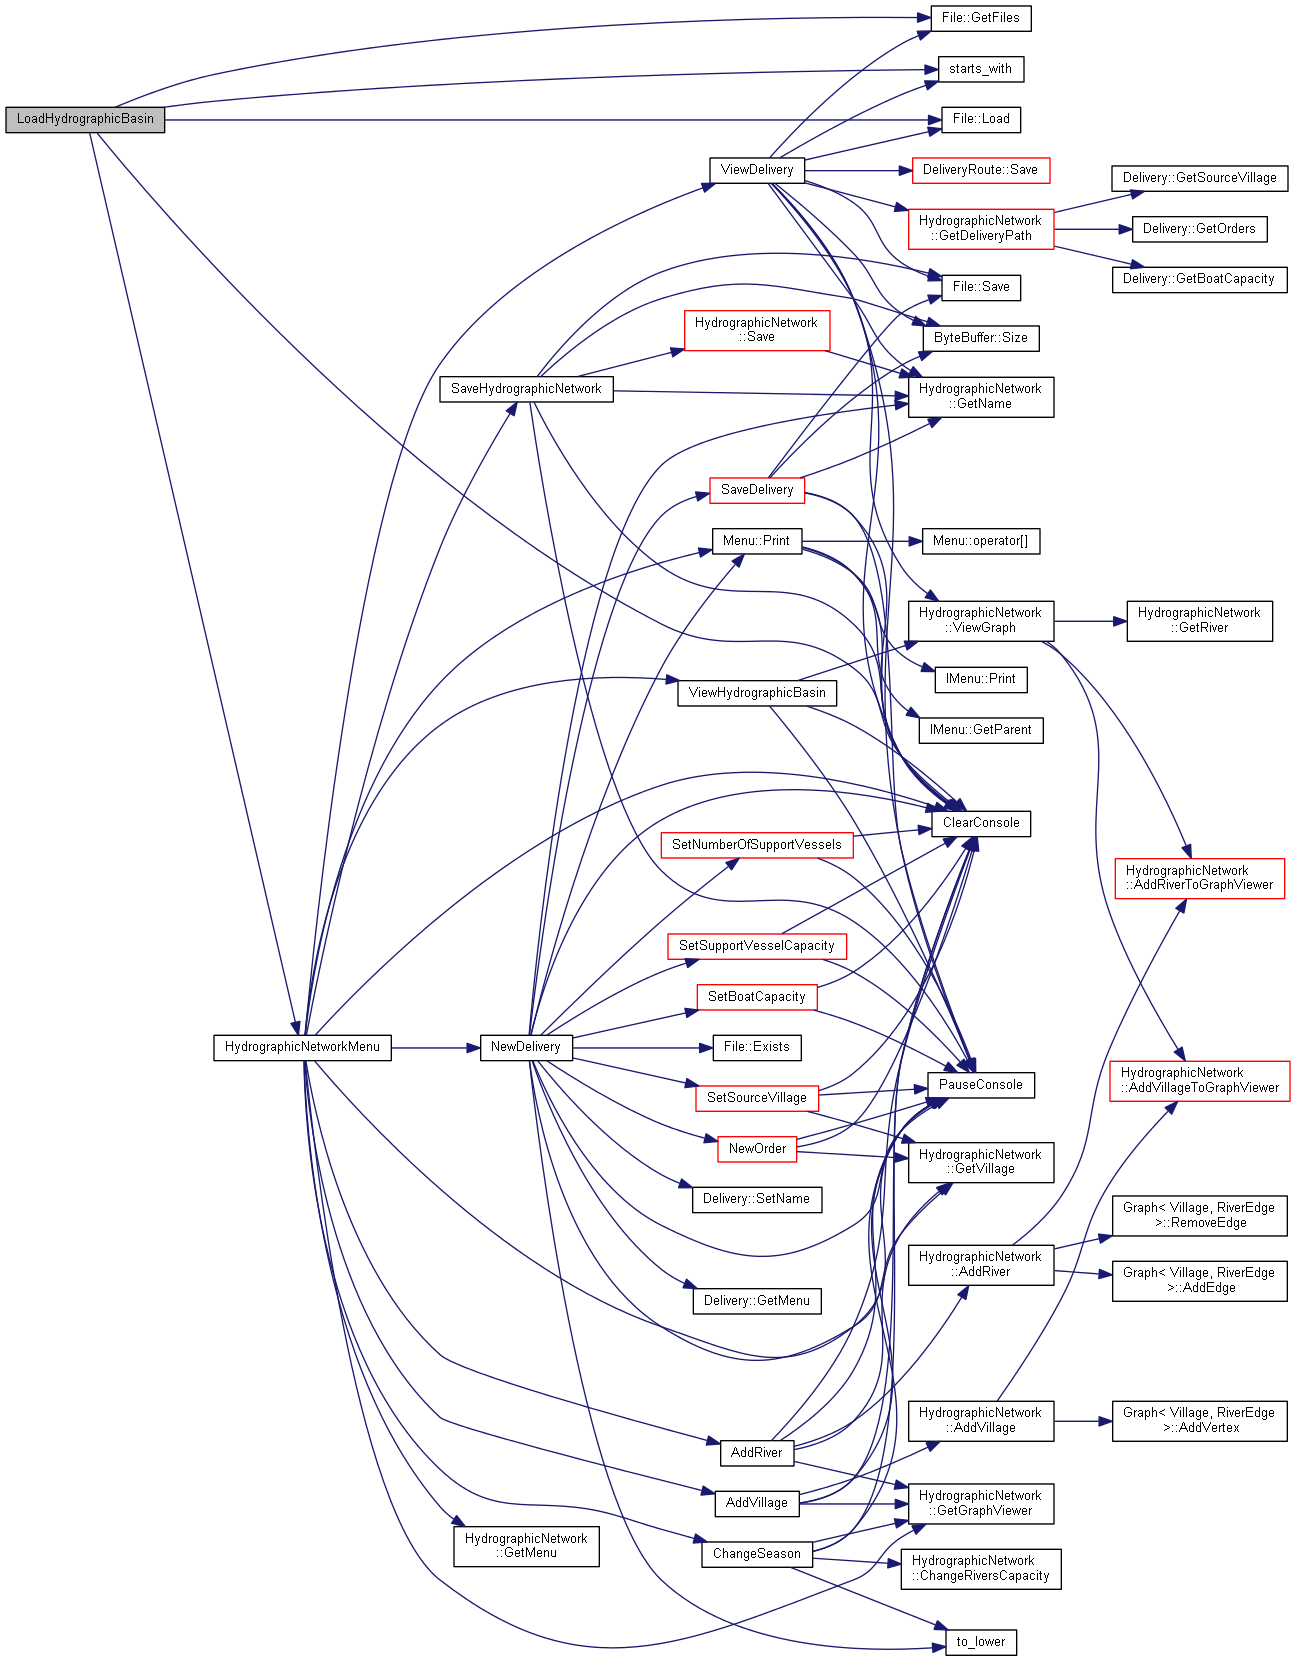 File::GetFiles
starts_with
LoadHydrographicBasin
File::Load
ViewDelivery
DeliveryRoute::Save
Delivery::GetSourceVillage
HydrographicNetwork
::GetDeliveryPath
Delivery::GetOrders
Delivery::GetBoatCapacity
File::Save
HydrographicNetwork
::Save
ByteBuffer::Size
SaveHydrographicNetwork
HydrographicNetwork
::GetName
SaveDelivery
Menu::Print
Menu::operator[]
HydrographicNetwork
::ViewGraph
HydrographicNetwork
::GetRiver
IMenu::Print
ViewHydrographicBasin
IMenu::GetParent
ClearConsole
SetNumberOfSupportVessels
HydrographicNetwork
::AddRiverToGraphViewer
SetSupportVesselCapacity
SetBoatCapacity
HydrographicNetworkMenu
NewDelivery
File::Exists
PauseConsole
HydrographicNetwork
::AddVillageToGraphViewer
SetSourceVillage
NewOrder
HydrographicNetwork
::GetVillage
Delivery::SetName
Graph< Village, RiverEdge
>::RemoveEdge
HydrographicNetwork
::AddRiver
Graph< Village, RiverEdge
>::AddEdge
Delivery::GetMenu
HydrographicNetwork
::AddVillage
Graph< Village, RiverEdge
>::AddVertex
AddRiver
AddVillage
HydrographicNetwork
::GetGraphViewer
HydrographicNetwork
::GetMenu
ChangeSeason
HydrographicNetwork
::ChangeRiversCapacity
to_lower